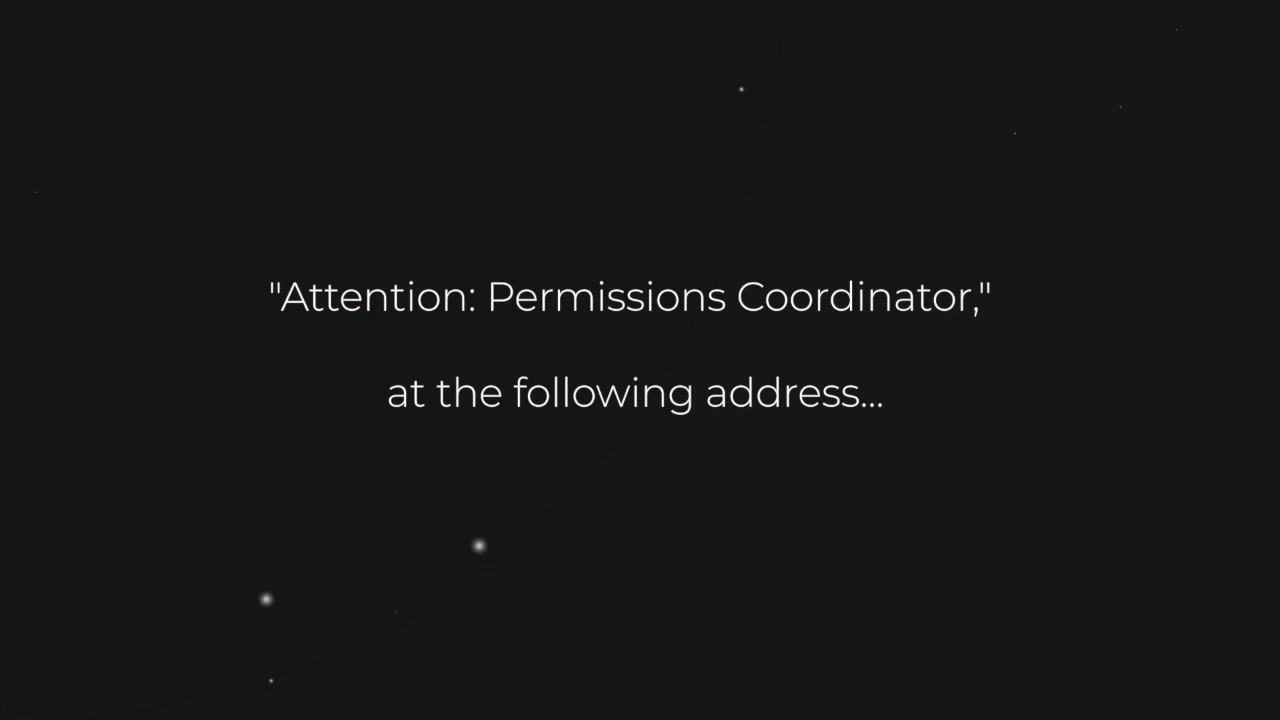 "Attention: Permissions Coordinator,"
at the following address...